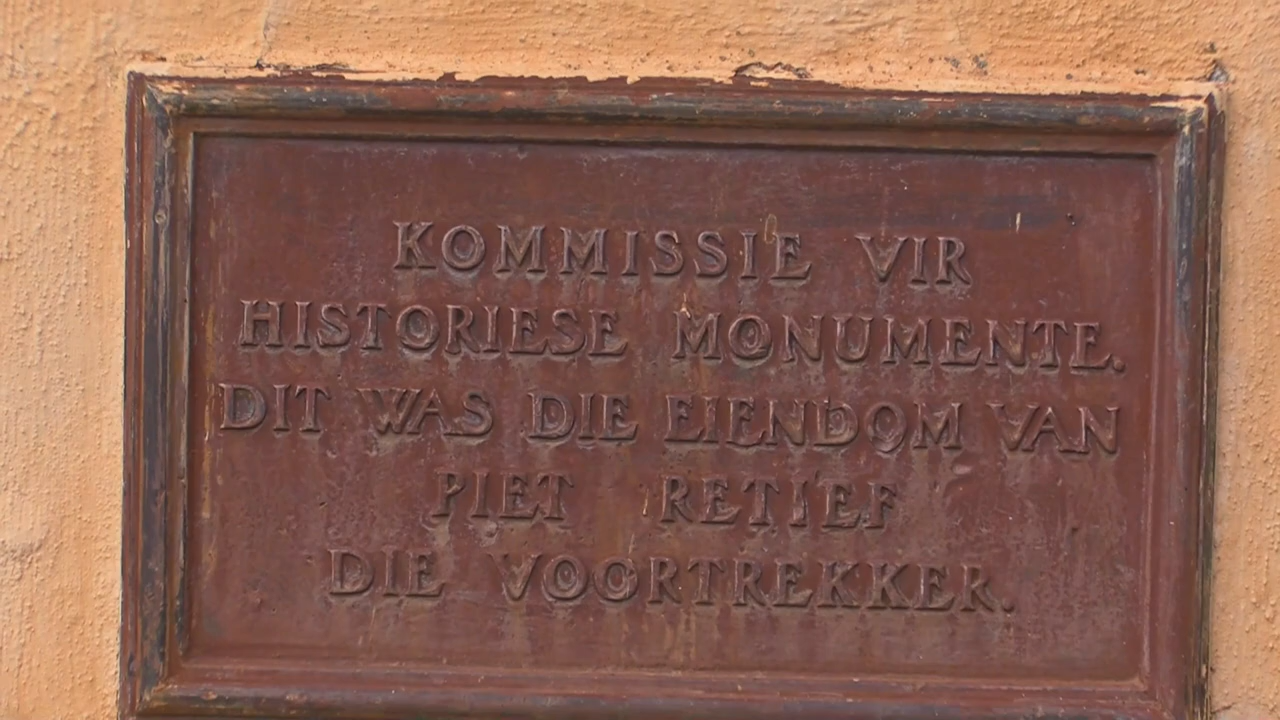 KOMMISSIE VIR
HISTORIESE MONUMENTE.
DIT WAS DIE EIENDOM VAN
PIET RETIEF
DIE VOORTREKKER.